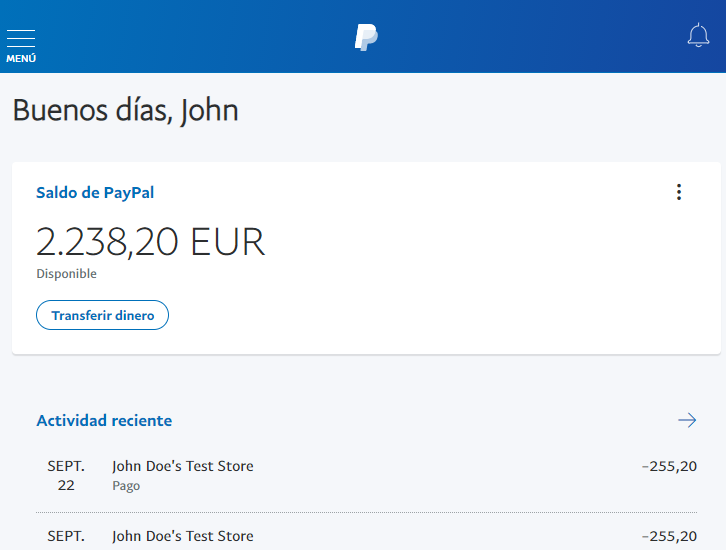 MENÚ
Buenos días, John
Saldo de PayPal
2.238,20 EUR
Disponible
Transferir dinero
Actividad reciente
SEPT. John Doe's Test Store -255,20
22 Pago
SEPT. John Doe's Test Store -255,20